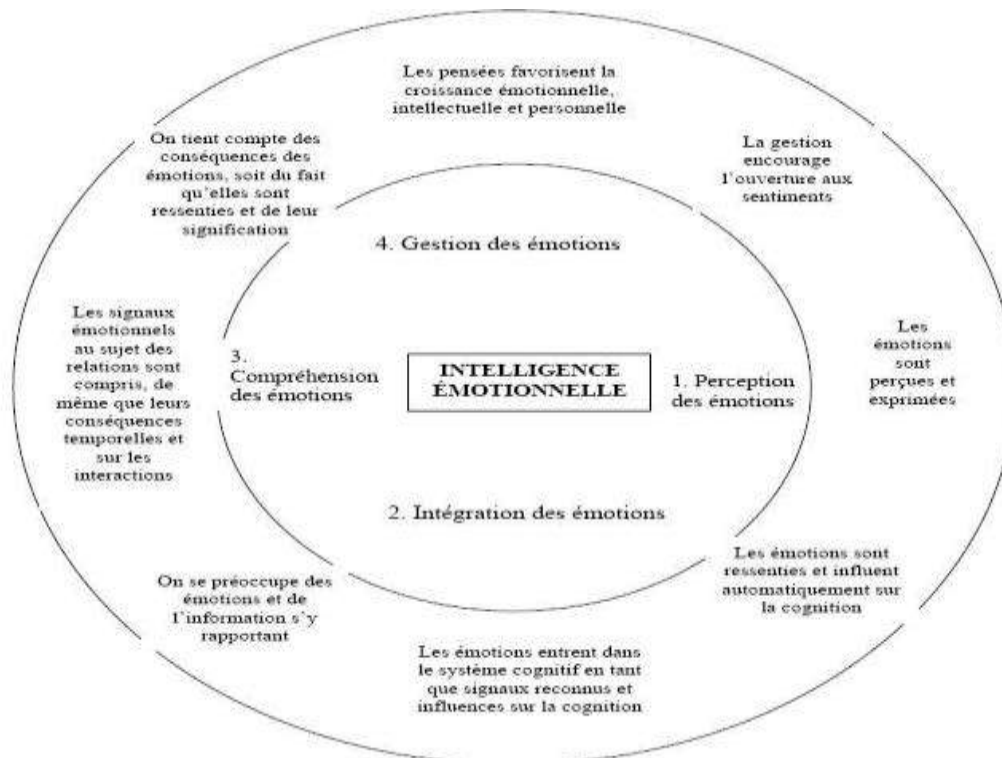 Les pensées favorisent la
croissance émotionnelle,
intellectuelle et personnelle
On tient compte des
conséquences des
émotions, soit du fait
qu'elles sont
ressenties et de leur
signification
La gestion
encourage
l'ouverture aux
sentiments
4. Gestion des émotions
Les signaux
émotionnels
au sujet des
relations sont
compris, de
même que leurs
conséquences
temporelles et
sur les
interactions
3.
Compréhension
des émotions
INTELLIGENCE
ÉMOTIONNELLE
1. Perception
des émotions
Les
émotions
sont
perçues et
exprimées
2. Intégration des émotions
On se préoccupe des
émotions et de
l'information s'y
rapportant
Les émotions sont
ressenties et influent
automatiquement sur
la cognition
Les émotions entrent dans
le système cognitif en tant
que signaux reconnus et
influences sur la cognition